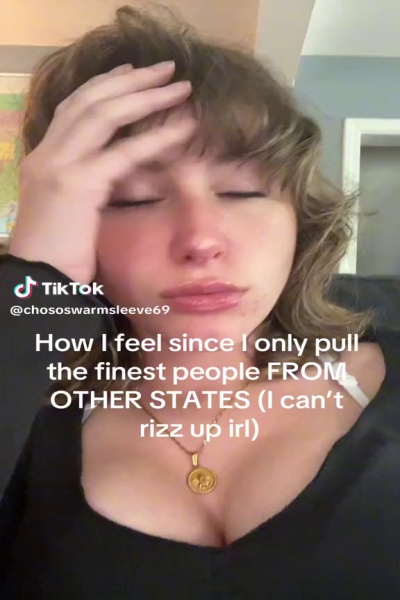 TikTok
@chososwarmsleeve69
How I feel since I only pull
the finest people FROM
OTHER STATES (I can't
rizz up irl)